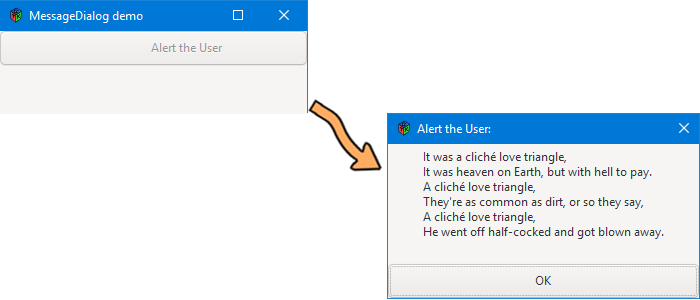 MessageDialog demo
Alert the User
Alert the User:
It was a cliché love triangle,
It was heaven on Earth, but with hell to pay.
A cliché love triangle,
They're as common as dirt, or so they say,
A cliché love triangle,
He went off half-cocked and got blown away.
OK